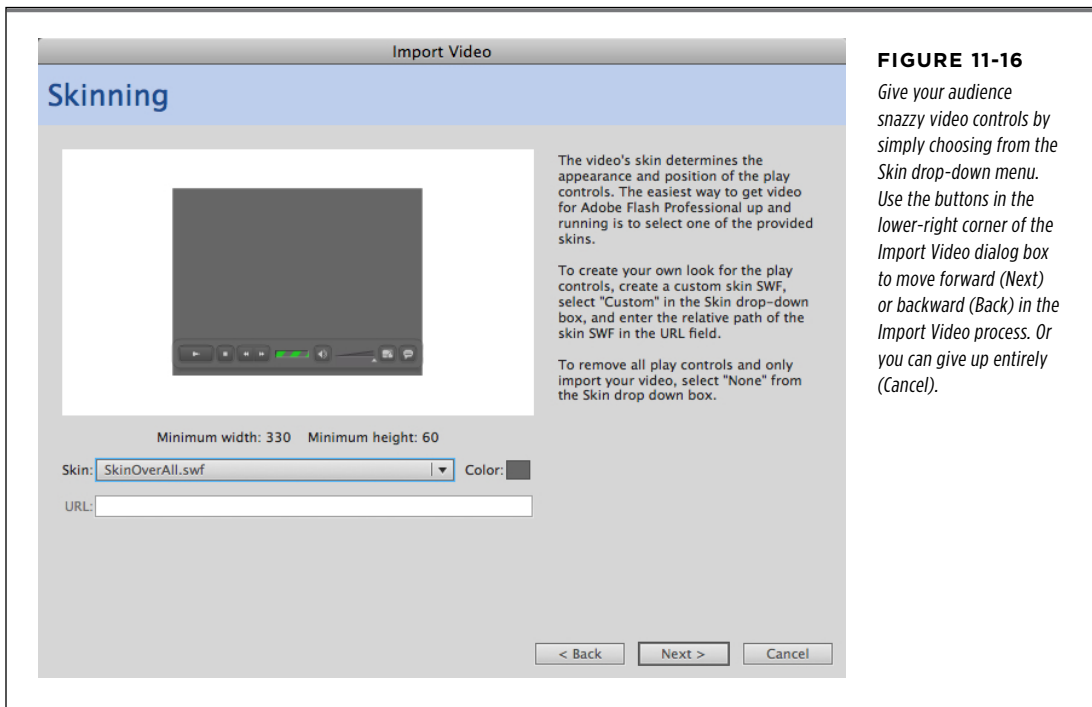 Import Video
Skinning
The video's skin determines the
appearance and position of the play
controls. The easiest way to get video
for Adobe Flash Professional up and
running is to select one of the provided
skins.
To create your own look for the play
controls, create a custom skin SWF,
select "Custom" in the Skin drop-down
box, and enter the relative path of the
skin SWF in the URL field.
To remove all play controls and only
import your video, select "None" from
the Skin drop down box.
Minimum width: 330 Minimum height: 60
Skin: SkinOverAll.swf Color:
URL:
< Back Next > Cancel
FIGURE 11-16
Give your audience
snazzy video controls by
simply choosing from the
Skin drop-down menu.
Use the buttons in the
lower-right corner of the
Import Video dialog box
to move forward (Next)
or backward (Back) in the
Import Video process. Or
you can give up entirely
(Cancel).